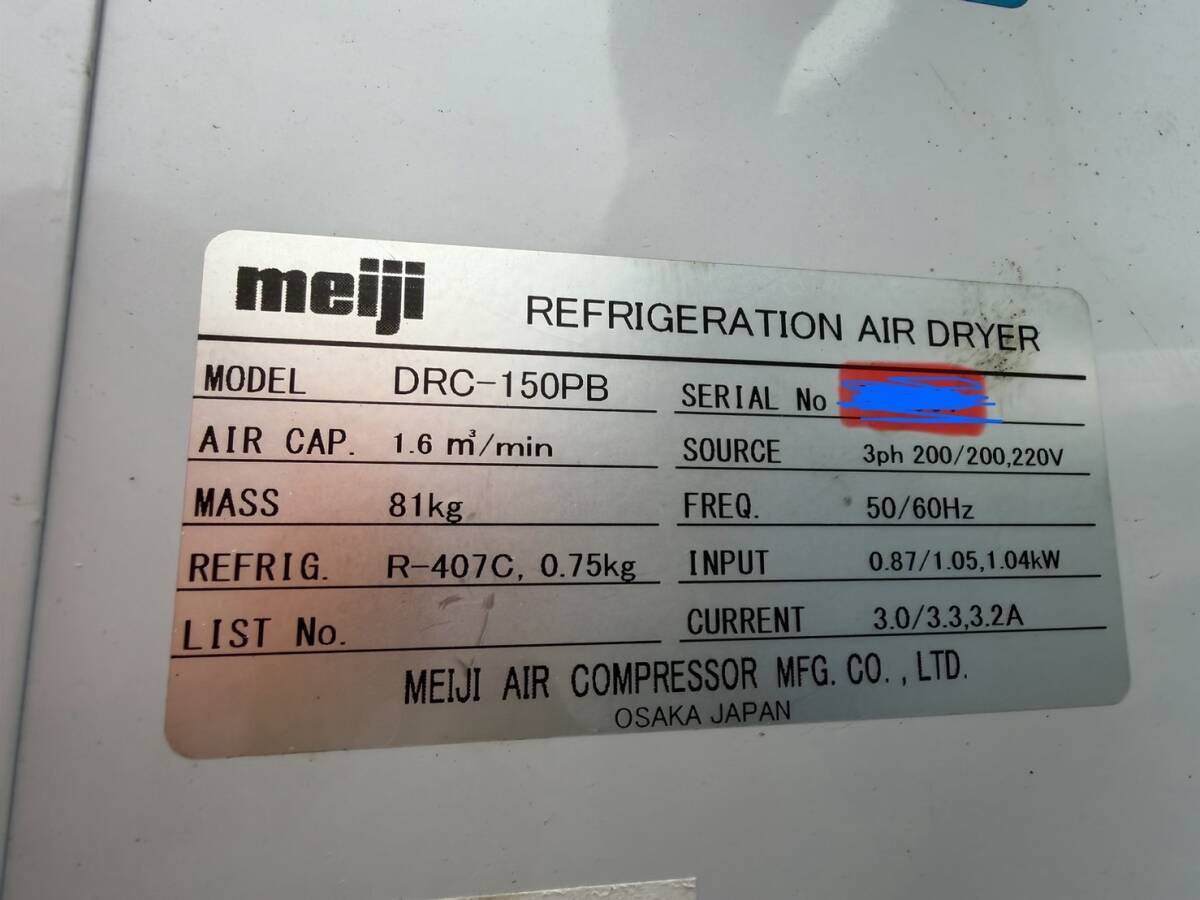 meiji REFRIGERATION AIR DRYER
MODEL DRC-150PB SERIAL No
AIR CAP. 1.6 m³/min SOURCE 3ph 200/200,220V
MASS 81kg FREQ. 50/60Hz
REFRIG. R-407C, 0.75kg INPUT 0.87/1.05,1.04kW
LIST No. CURRENT 3.0/3.3,3.2A
MEIJI AIR COMPRESSOR MFG. CO., LTD.
OSAKA JAPAN